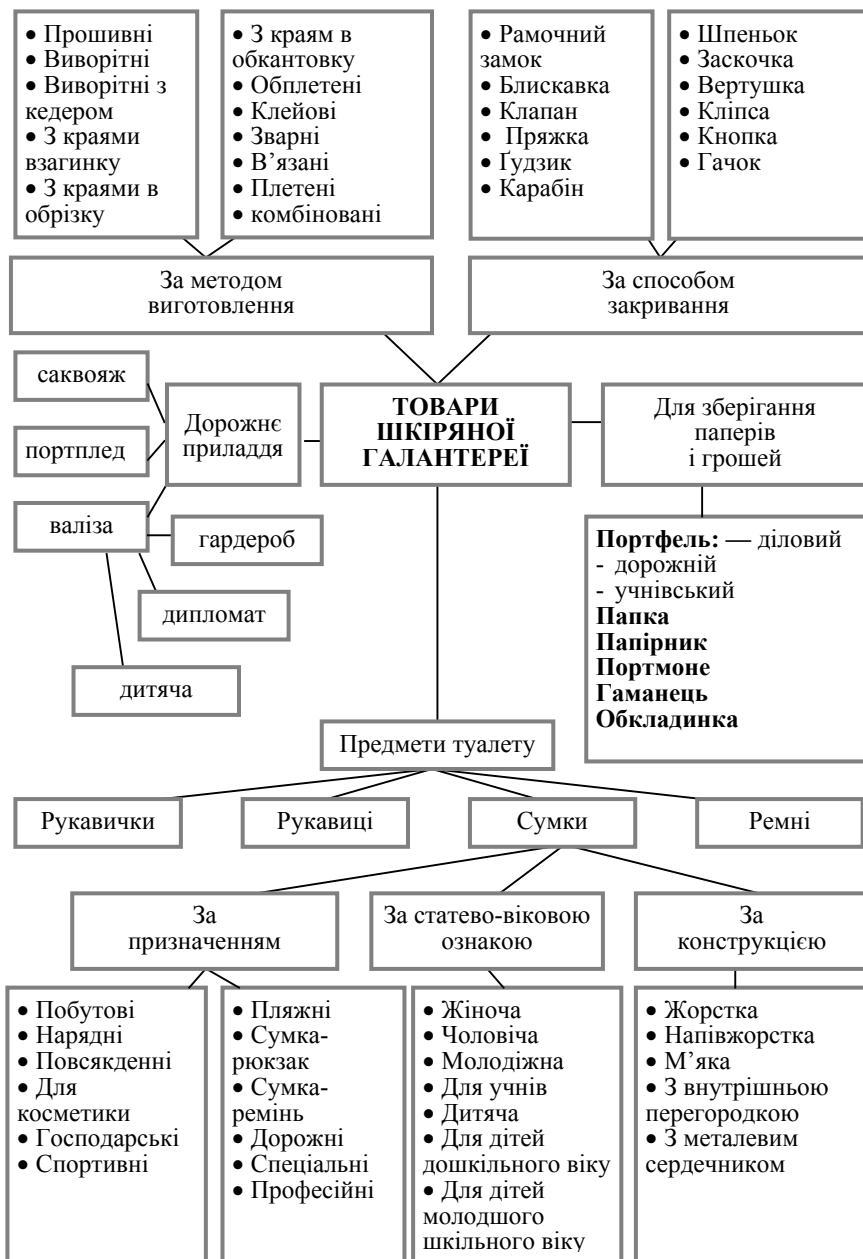 • Прошивні
• Виворітні
• Виворітні з
кедером
• З краями
взагинку
• З краями в
обрізку
• З краям в
обкантовку
• Обплетені
• Клейові
• Зварні
• В’язані
• Плетені
• комбіновані
• Рамочний
замок
• Блискавка
• Клапан
• Пряжка
• Ґудзик
• Карабін
• Шпеньок
• Заскочка
• Вертушка
• Кліпса
• Кнопка
• Гачок
За методом
виготовлення
За способом
закривання
саквояж
портплед
валіза
Дорожнє
приладдя
гардероб
дипломат
дитяча
ТОВАРИ
ШКІРЯНОЇ
ГАЛАНТЕРЕЇ
Для зберігання
паперів
і грошей
Портфель: — діловий
- дорожній
- учнівський
Папка
Папірник
Портмоне
Гаманець
Обкладинка
Предмети туалету
Рукавички
Рукавиці
Сумки
Ремні
За
призначенням
За статево-віковою
ознакою
За
конструкцією
• Побутові
• Нарядні
• Повсякденні
• Для
косметики
• Господарські
• Спортивні
• Пляжні
• Сумка-
рюкзак
• Сумка-
ремінь
• Дорожні
• Спеціальні
• Професійні
• Жіноча
• Чоловіча
• Молодіжна
• Для учнів
• Дитяча
• Для дітей
дошкільного віку
• Для дітей
молодшого
шкільного віку
• Жорстка
• Напівжорстка
• М’яка
• З внутрішньою
перегородкою
• З металевим
сердечником